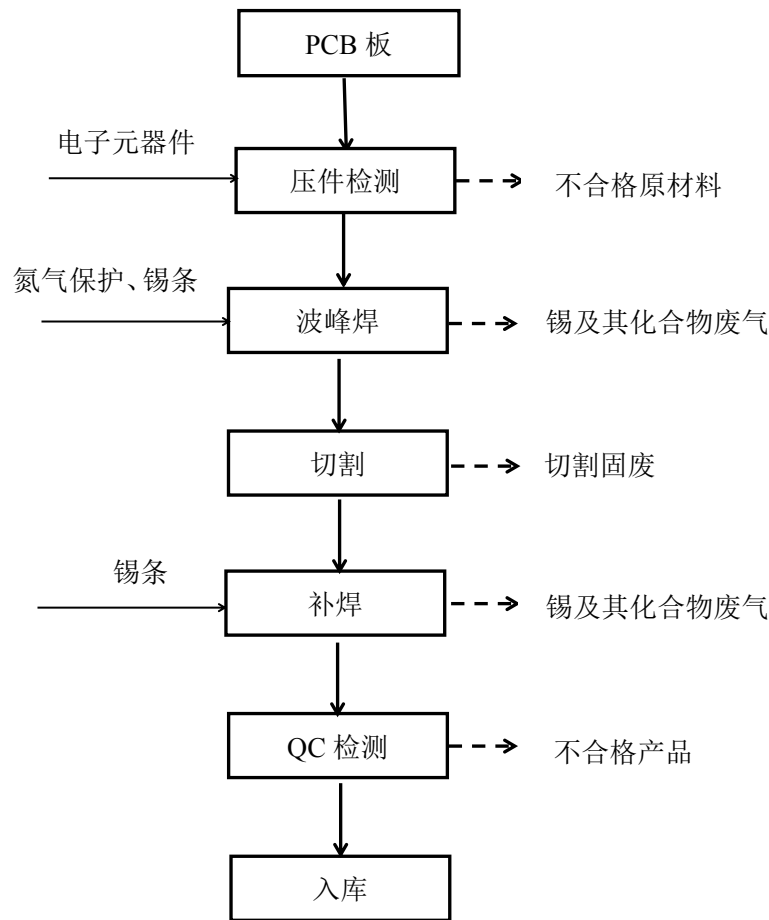 PCB 板
电子元器件
压件检测
不合格原材料
氮气保护、锡条
波峰焊
锡及其化合物废气
切割
切割固废
锡条
补焊
锡及其化合物废气
QC 检测
不合格产品
入库